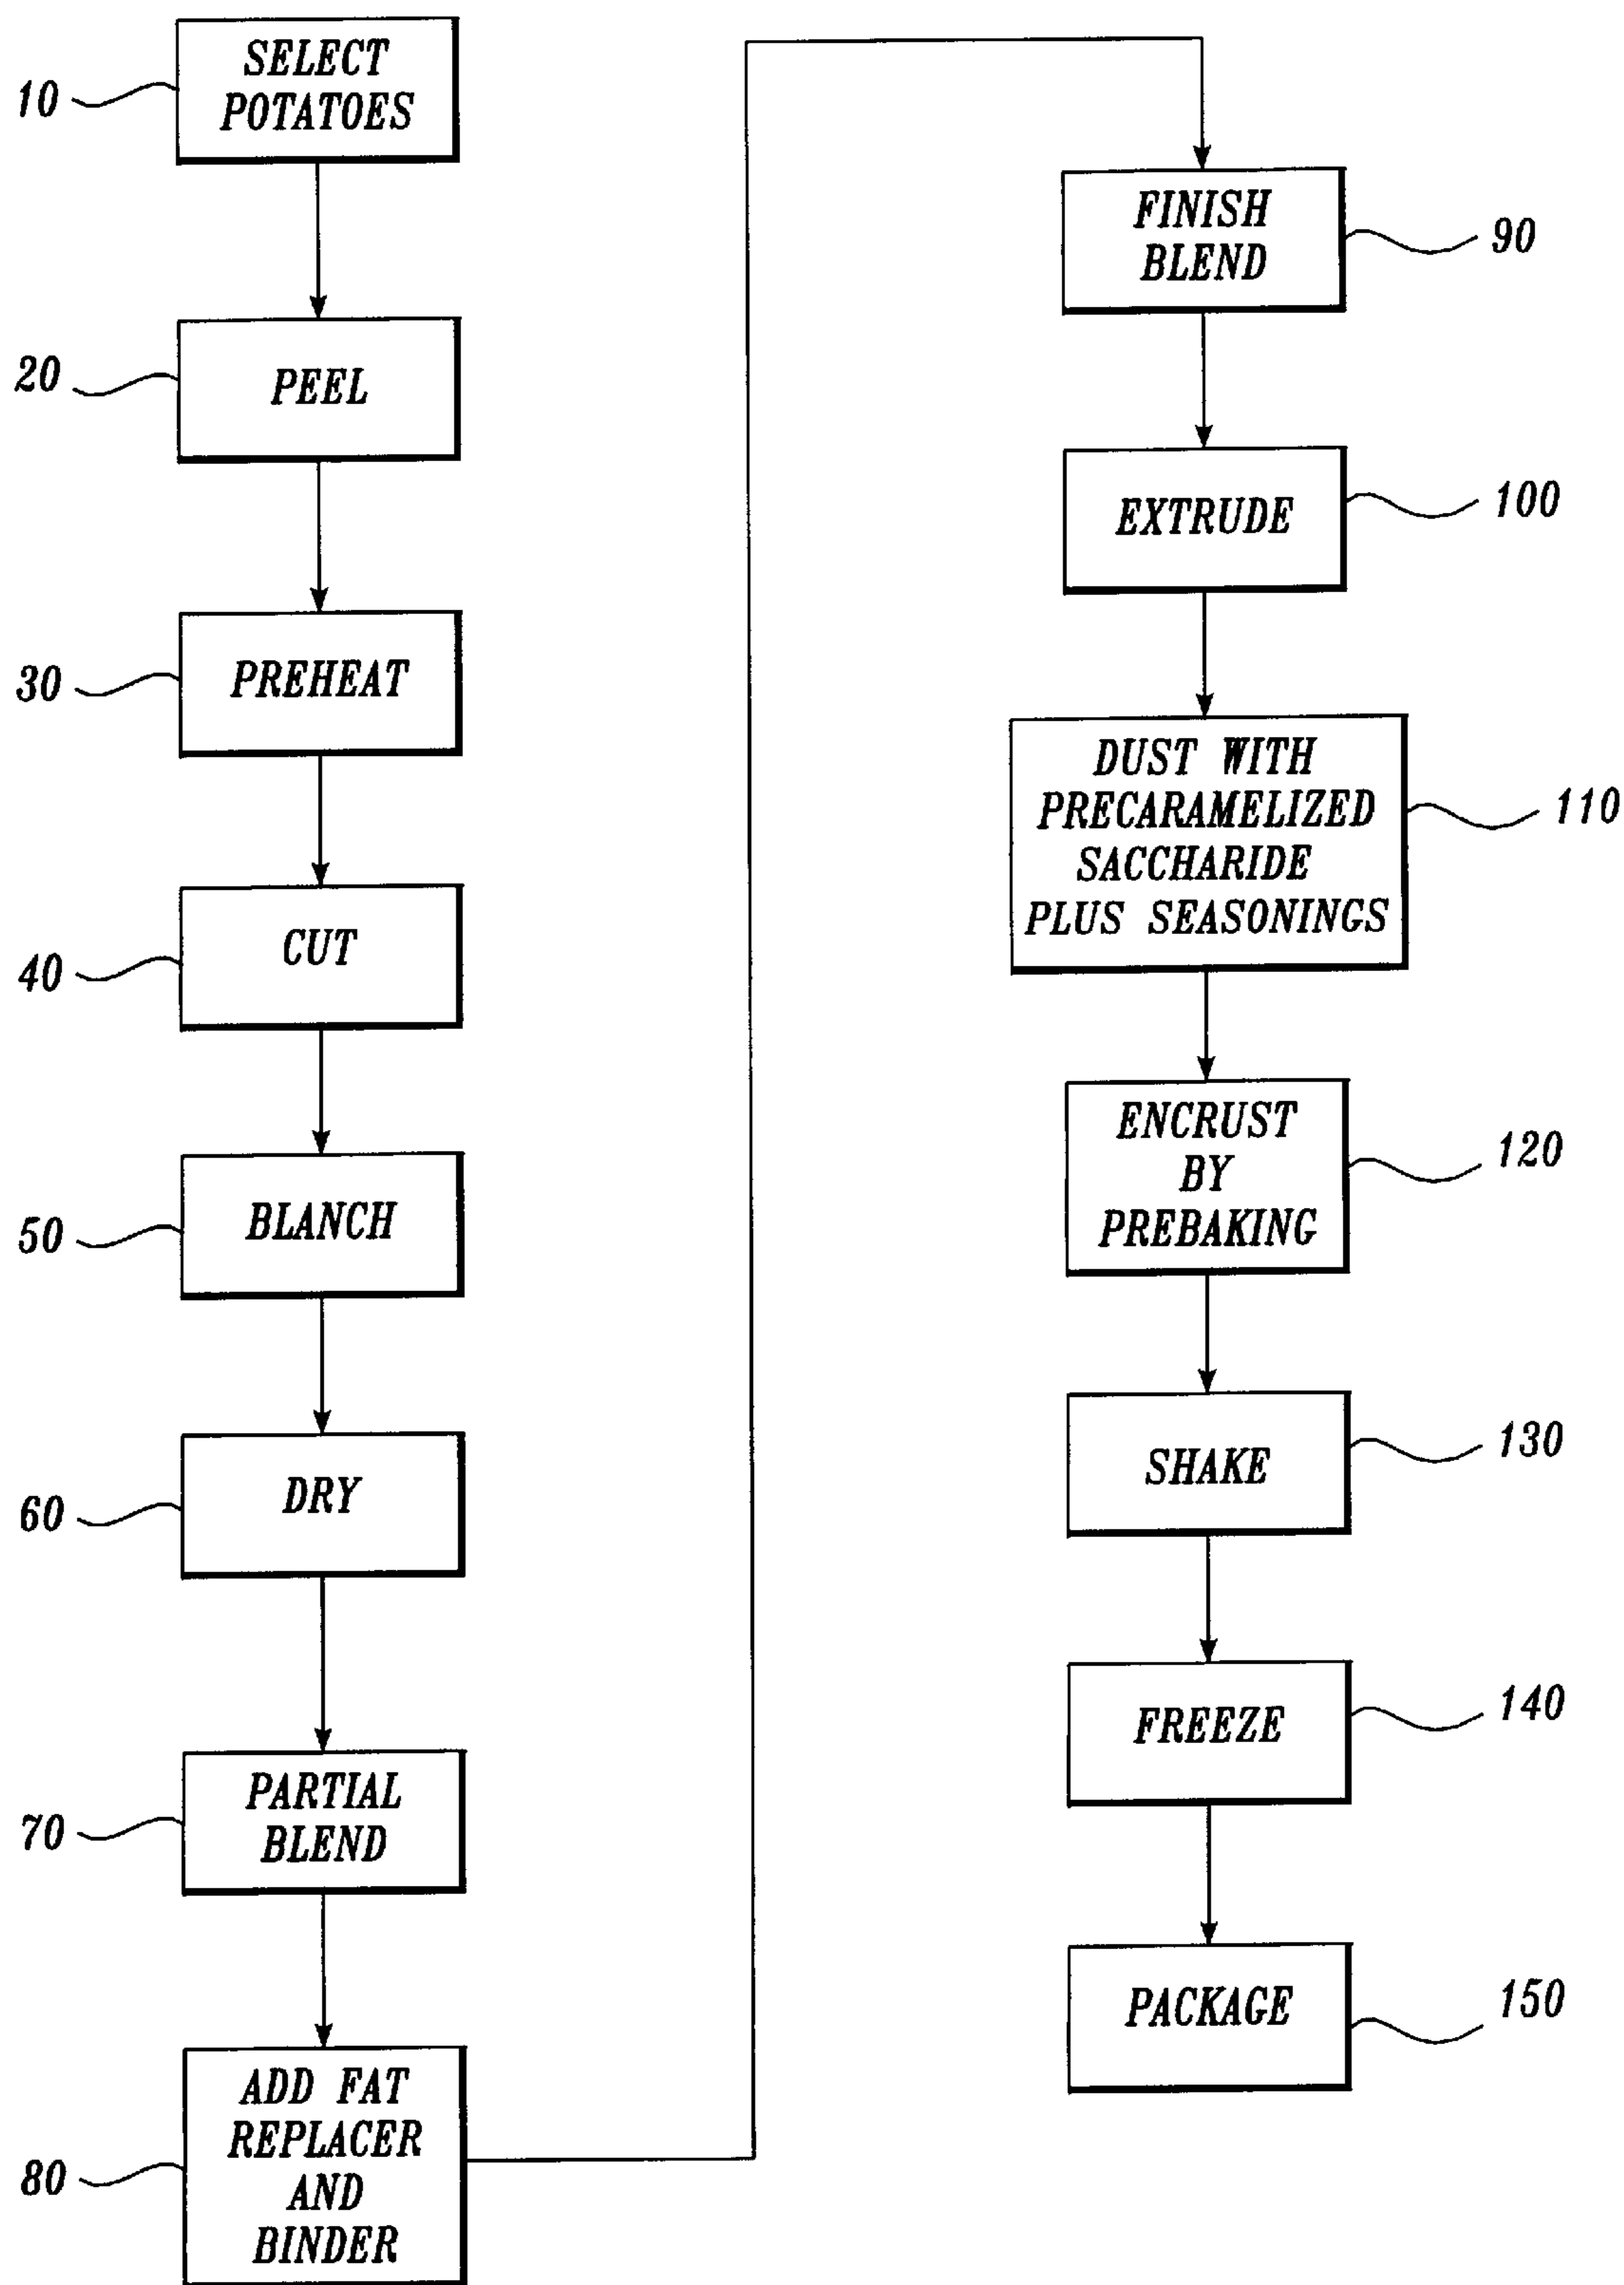 10
SELECT
POTATOES
20
PEEL
30
PREHEAT
40
CUT
50
BLANCH
60
DRY
70
PARTIAL
BLEND
80
ADD FAT
REPLACER
AND
BINDER
FINISH
BLEND
90
EXTRUDE
100
DUST WITH
PRECARAMELIZED
SACCHARIDE
PLUS SEASONINGS
110
ENCRUST
BY
PREBAKING
120
SHAKE
130
FREEZE
140
PACKAGE
150